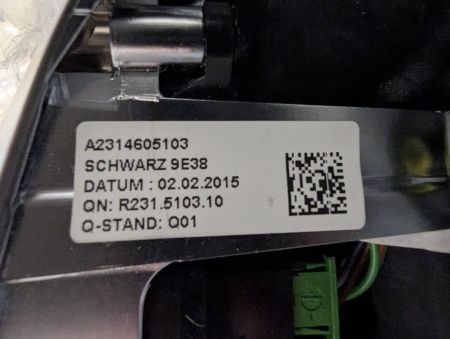 A2314605103
SCHWARZ 9E38
DATUM : 02.02.2015
QN: R231.5103.10
Q-STAND: Q01